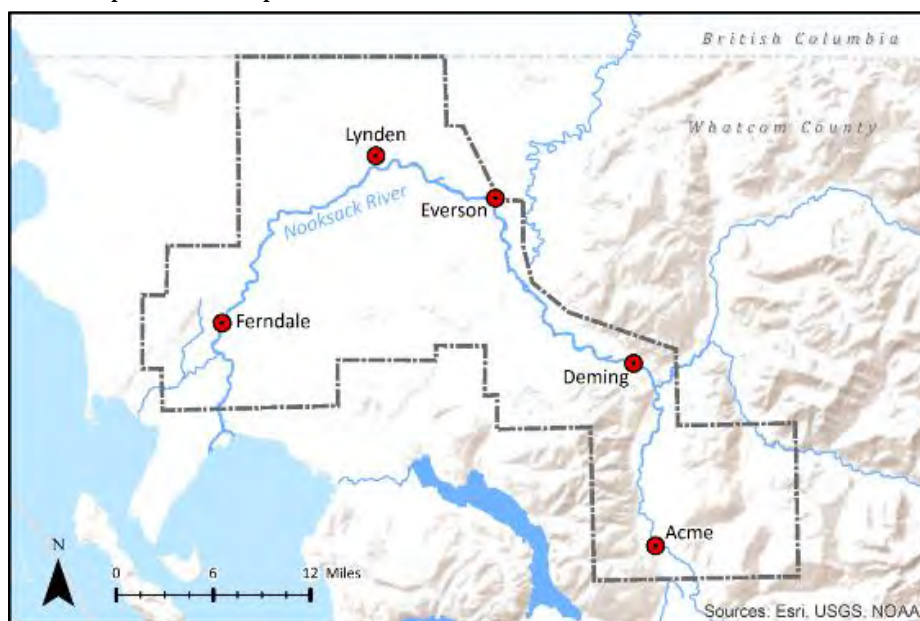 British Columbia
Whatcom County
Lynden
Everson
Nooksack River
Ferndale
Deming
Acme
N
0 6 12 Miles
Sources: Esri, USGS, NOAA